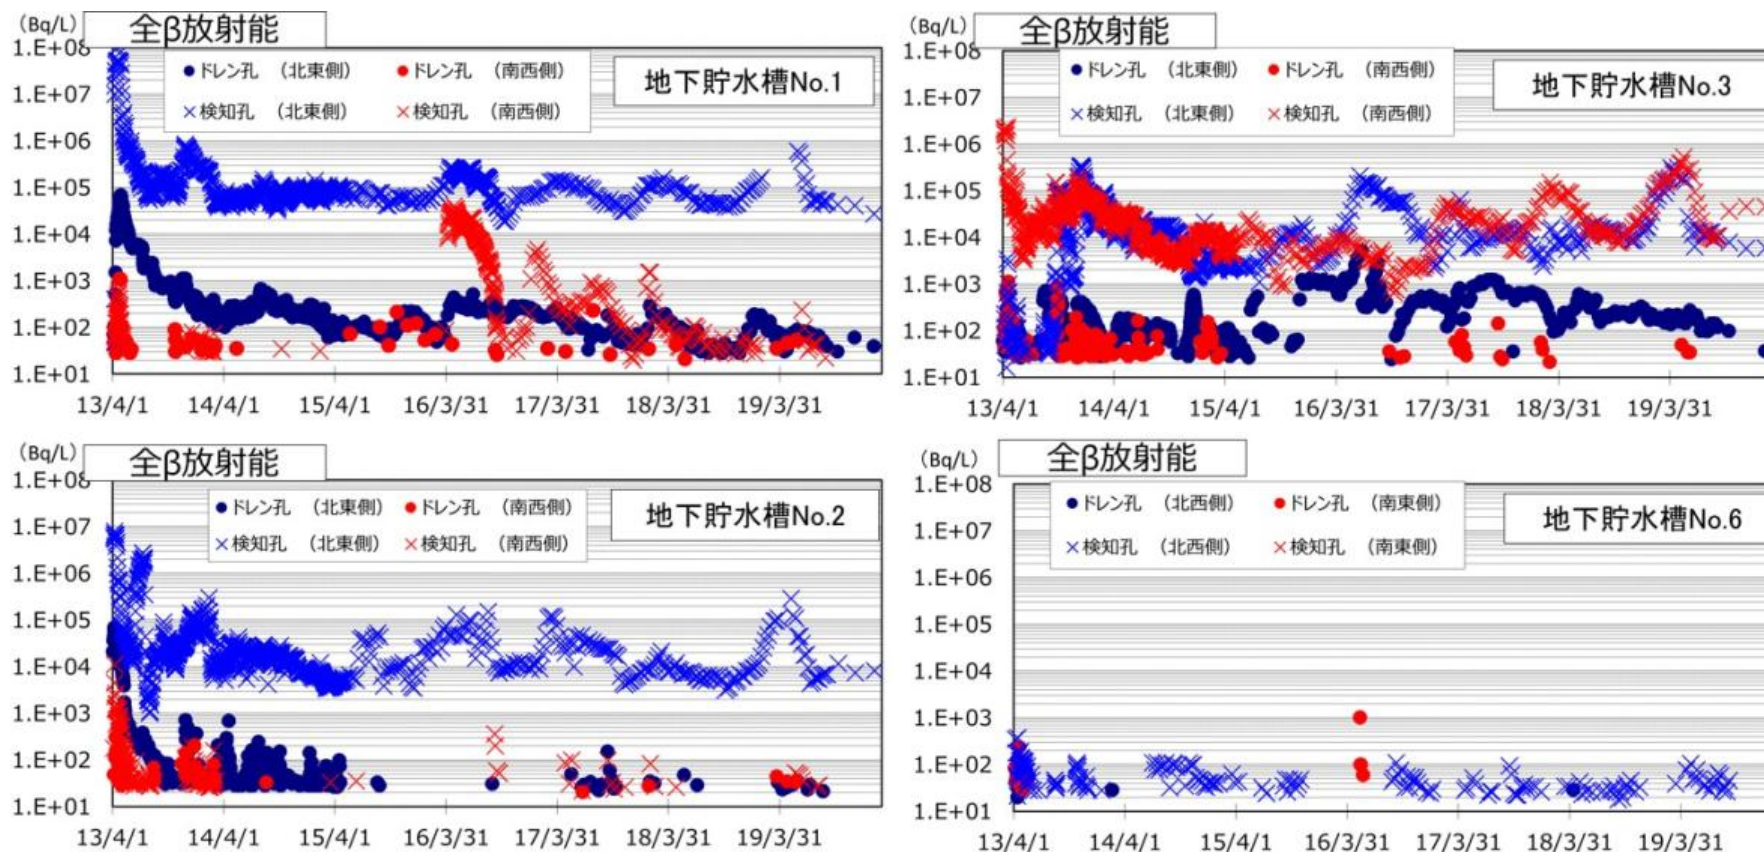 (Bq/L)
全β放射能
1.E+08
1.E+07
1.E+06
1.E+05
1.E+04
1.E+03
1.E+02
1.E+01
ドレン孔 (北東側) ドレン孔 (南西側)
検知孔 (北東側) 検知孔 (南西側)
地下貯水槽No.1
13/4/1 14/4/1 15/4/1 16/3/31 17/3/31 18/3/31 19/3/31
(Bq/L)
全β放射能
1.E+08
1.E+07
1.E+06
1.E+05
1.E+04
1.E+03
1.E+02
1.E+01
ドレン孔 (北東側) ドレン孔 (南西側)
検知孔 (北東側) 検知孔 (南西側)
地下貯水槽No.3
13/4/1 14/4/1 15/4/1 16/3/31 17/3/31 18/3/31 19/3/31
(Bq/L)
全β放射能
1.E+08
1.E+07
1.E+06
1.E+05
1.E+04
1.E+03
1.E+02
1.E+01
ドレン孔 (北東側) ドレン孔 (南西側)
検知孔 (北東側) 検知孔 (南西側)
地下貯水槽No.2
13/4/1 14/4/1 15/4/1 16/3/31 17/3/31 18/3/31 19/3/31
(Bq/L)
全β放射能
1.E+08
1.E+07
1.E+06
1.E+05
1.E+04
1.E+03
1.E+02
1.E+01
ドレン孔 (北西側) ドレン孔 (南東側)
検知孔 (北西側) 検知孔 (南東側)
地下貯水槽No.6
13/4/1 14/4/1 15/4/1 16/3/31 17/3/31 18/3/31 19/3/31